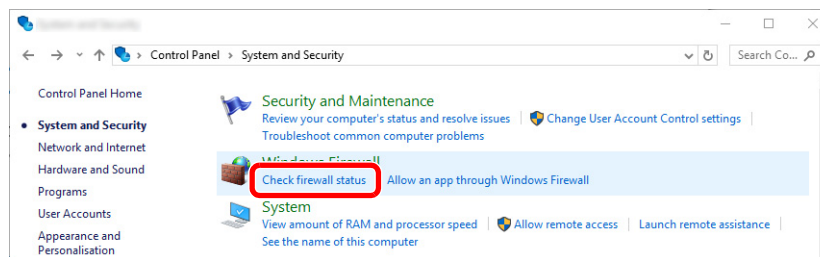 System and Security
Control Panel > System and Security
Search Co...
Control Panel Home
System and Security
Network and Internet
Hardware and Sound
Programs
User Accounts
Appearance and
Personalisation
Security and Maintenance
Review your computer's status and resolve issues
Change User Account Control settings
Troubleshoot common computer problems
Windows Firewall
Check firewall status
Allow an app through Windows Firewall
System
View amount of RAM and processor speed
Allow remote access
Launch remote assistance
See the name of this computer